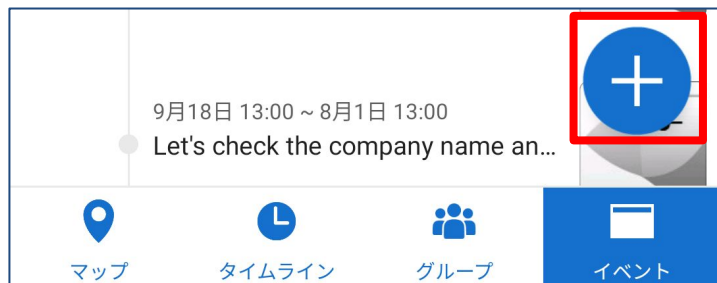 9月18日 13:00 ~ 8月1日 13:00
Let's check the company name an...
マップ タイムライン グループ イベント